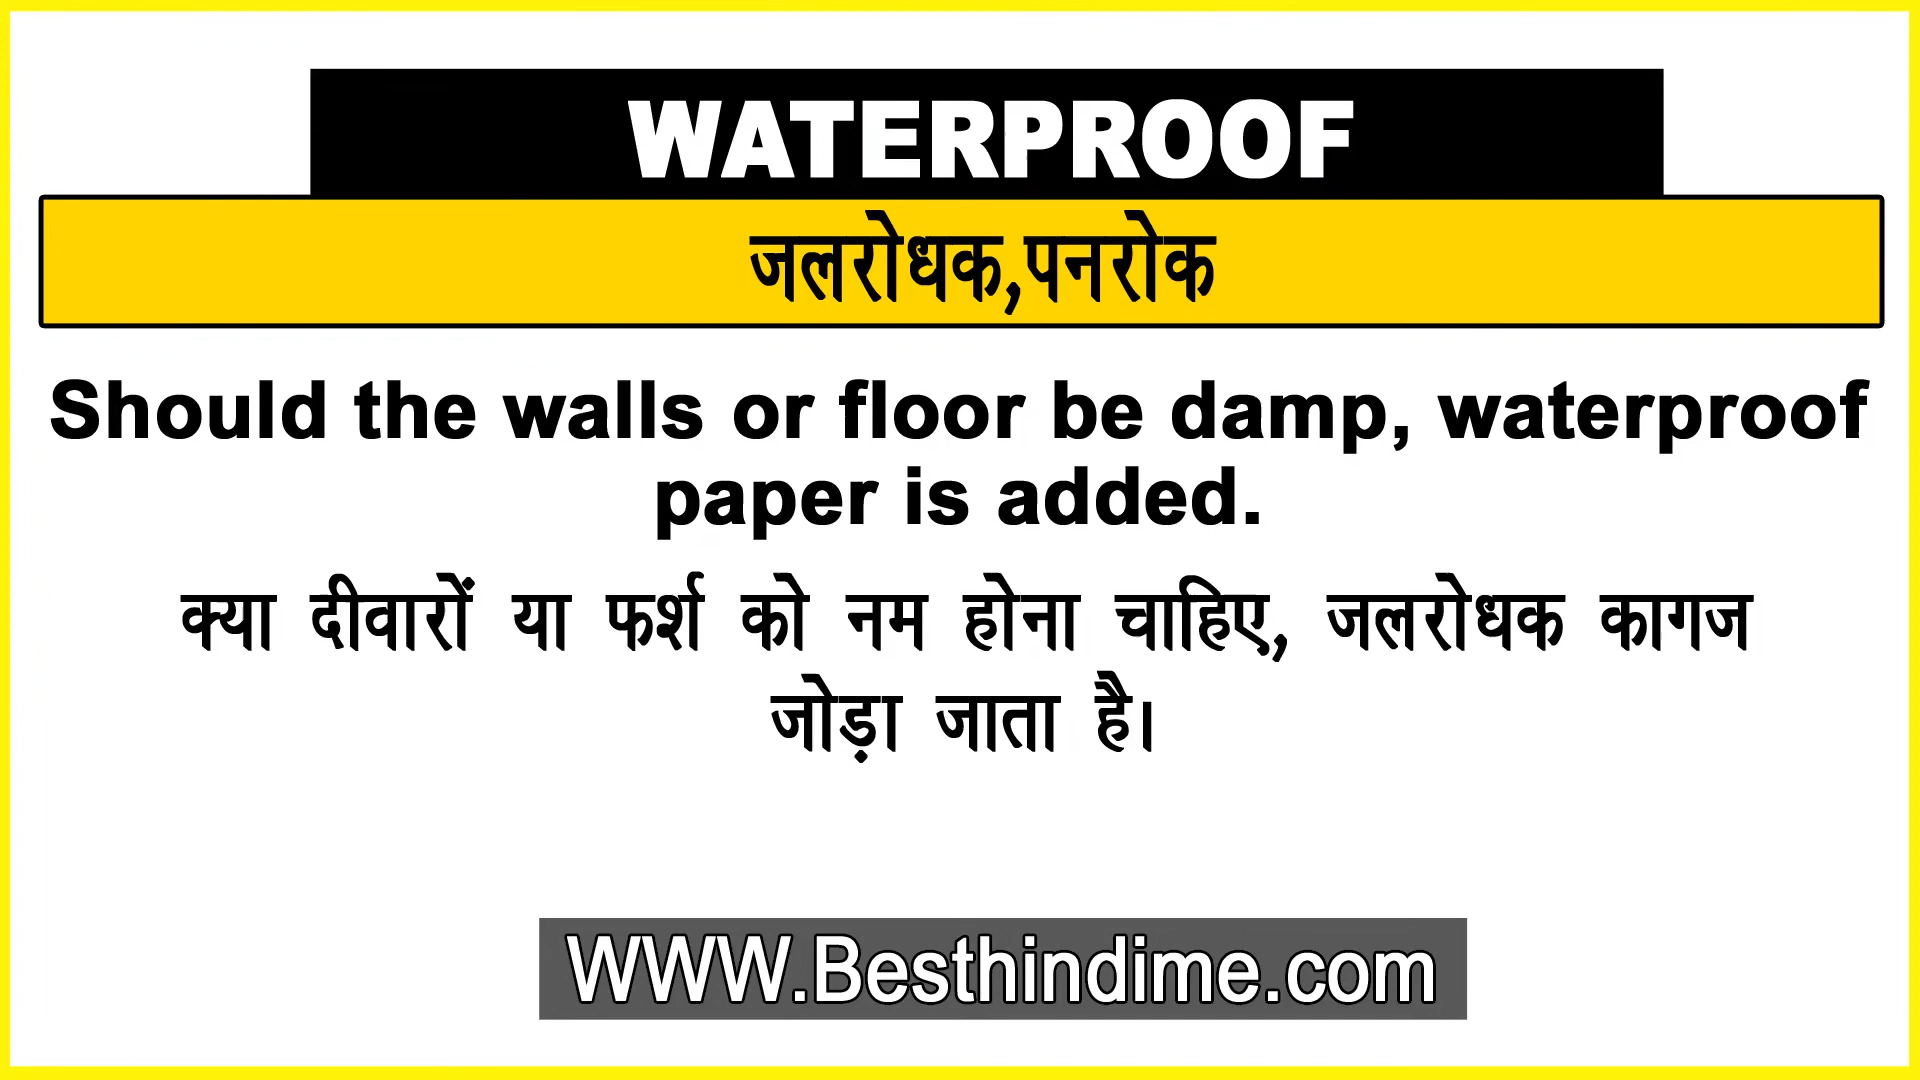 WATERPROOF
जलरोधक,पनरोक
Should the walls or floor be damp, waterproof
paper is added.
क्या दीवारों या फर्श को नम होना चाहिए, जलरोधक कागज
जोड़ा जाता है।
WWW.Besthindime.com